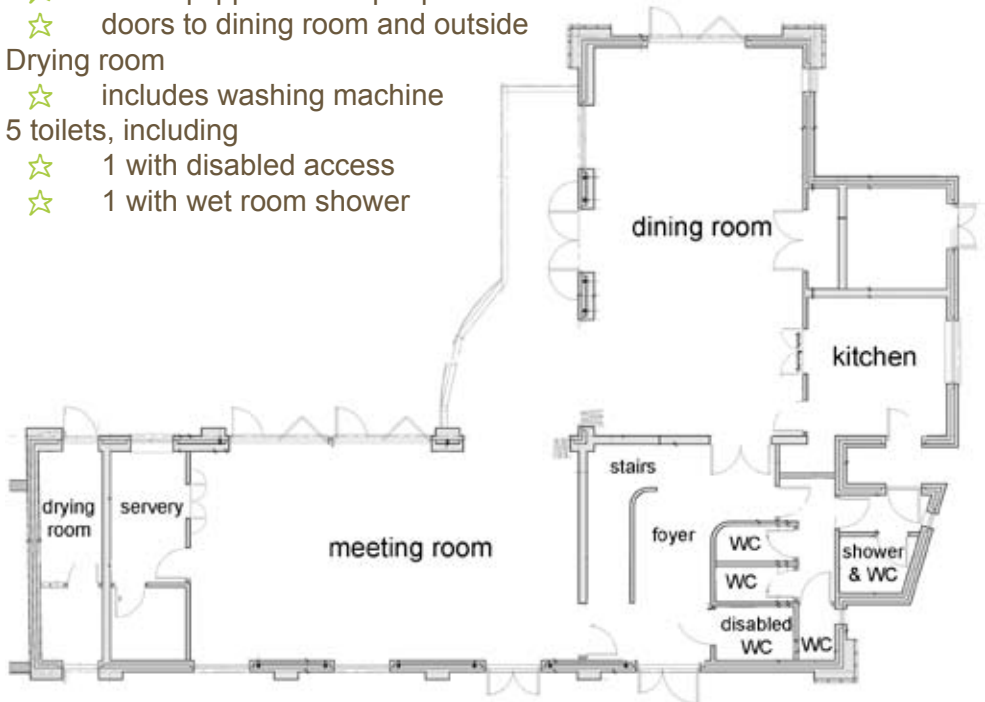 doors to dining room and outside
Drying room
includes washing machine
5 toilets, including
1 with disabled access
1 with wet room shower
dining room
kitchen
stairs
drying
room
servery
meeting room
foyer
WC
WC
shower
& WC
disabled
WC
WC